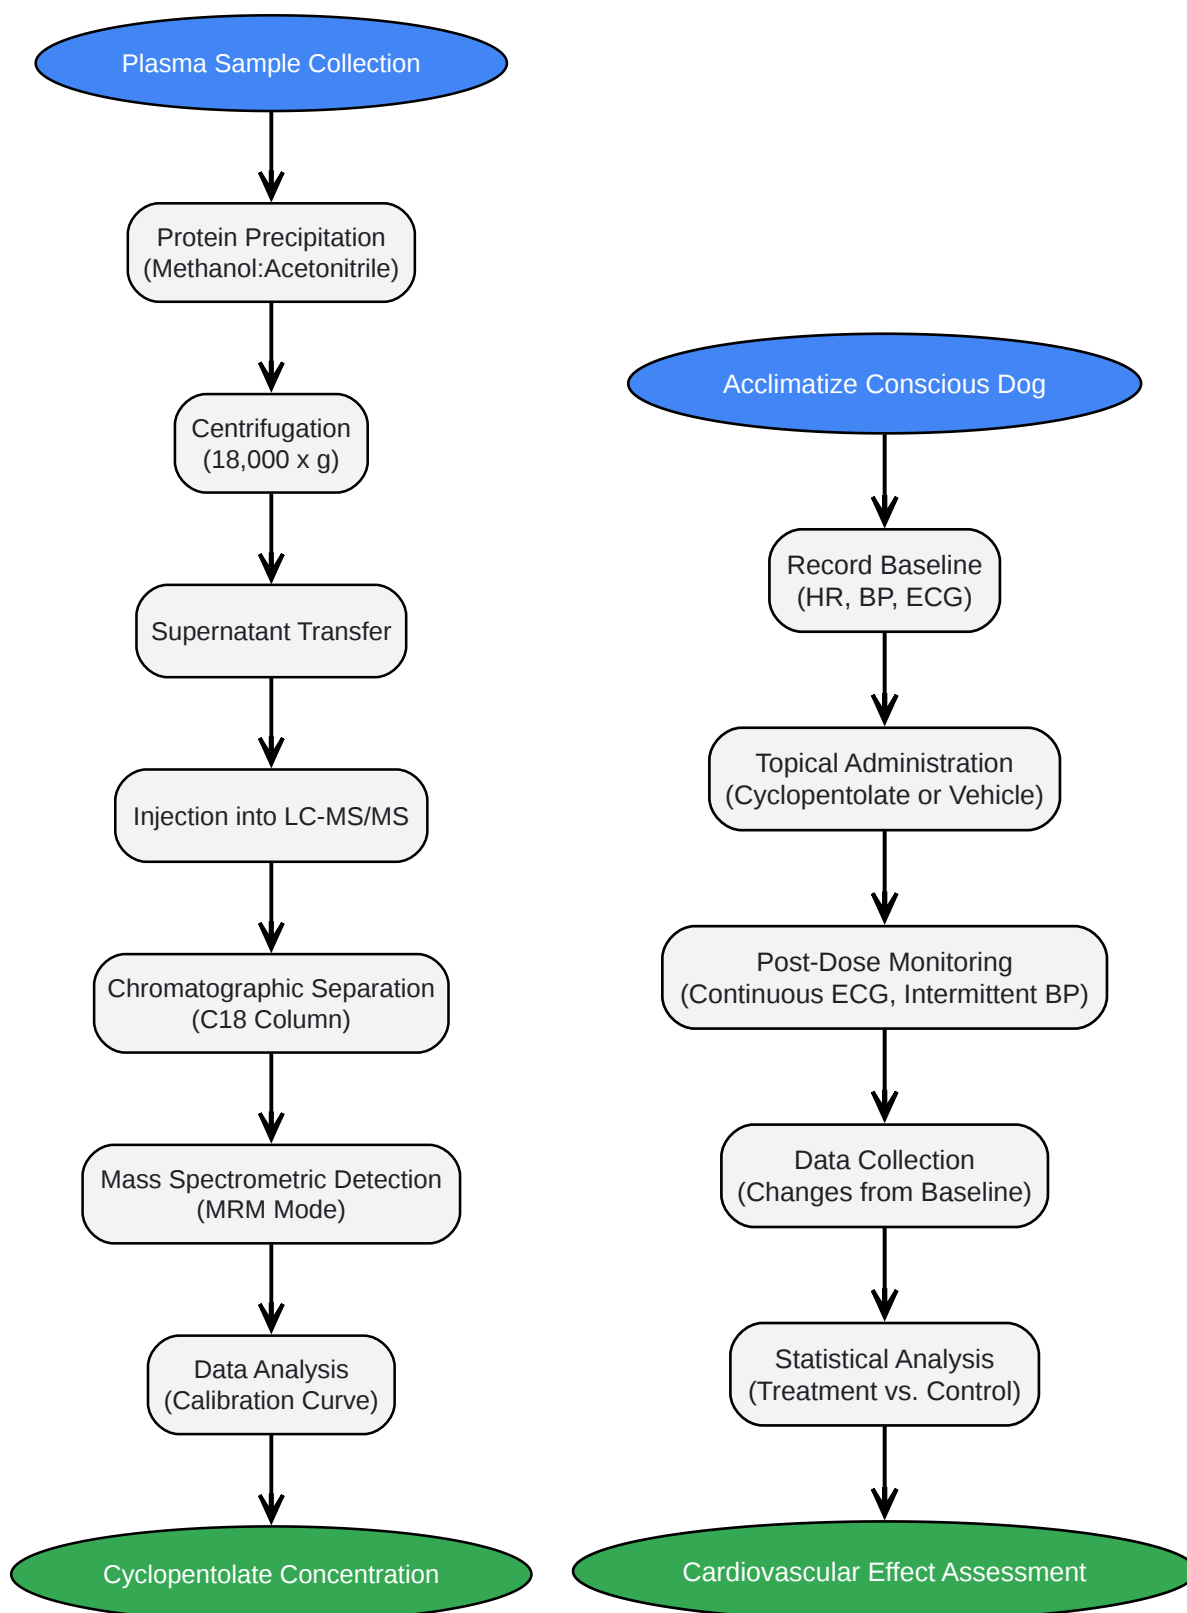 Plasma Sample Collection
Protein Precipitation
(Methanol:Acetonitrile)
Centrifugation
(18,000 x g)
Supernatant Transfer
Injection into LC-MS/MS
Chromatographic Separation
(C18 Column)
Mass Spectrometric Detection
(MRM Mode)
Data Analysis
(Calibration Curve)
Cyclopentolate Concentration
Acclimatize Conscious Dog
Record Baseline
(HR, BP, ECG)
Topical Administration
(Cyclopentolate or Vehicle)
Post-Dose Monitoring
(Continuous ECG, Intermittent BP)
Data Collection
(Changes from Baseline)
Statistical Analysis
(Treatment vs. Control)
Cardiovascular Effect Assessment